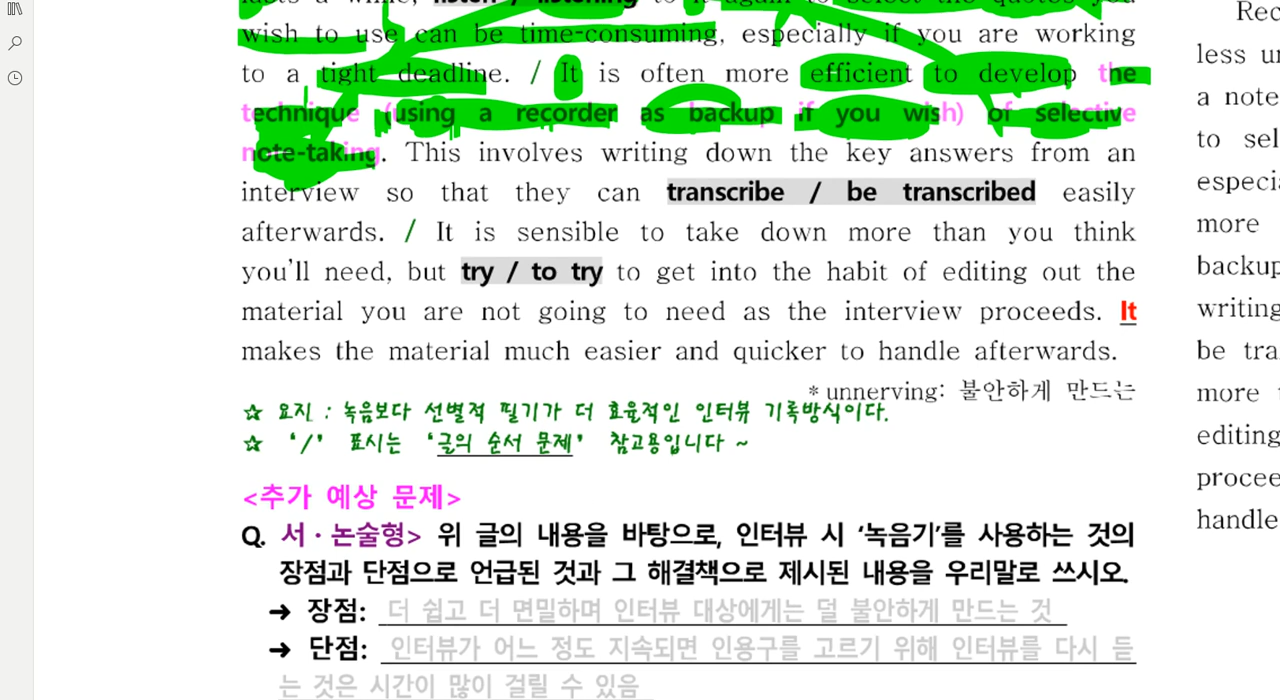 lasts a while, listen / listening to it again to select the quotes you
wish to use can be time-consuming, especially if you are working
to a tight deadline. / It is often more efficient to develop the
technique (using a recorder as backup if you wish) of selective
note-taking. This involves writing down the key answers from an
interview so that they can transcribe / be transcribed easily
afterwards. / It is sensible to take down more than you think
you'll need, but try / to try to get into the habit of editing out the
material you are not going to need as the interview proceeds. It
makes the material much easier and quicker to handle afterwards.
* unnerving: 불안하게 만드는
☆ 요지 : 녹음보다 선별적 필기가 더 효율적인 인터뷰 기록방식이다.
☆ '/' 표시는 '글의 순서 문제' 참고용입니다 ~
<추가 예상 문제>
Q. 서·논술형> 위 글의 내용을 바탕으로, 인터뷰 시 '녹음기'를 사용하는 것의
장점과 단점으로 언급된 것과 그 해결책으로 제시된 내용을 우리말로 쓰시오.
➜ 장점: 더 쉽고 더 면밀하며 인터뷰 대상에게는 덜 불안하게 만드는 것
➜ 단점: 인터뷰가 어느 정도 지속되면 인용구를 고르기 위해 인터뷰를 다시 듣
는 것은 시간이 많이 걸릴 수 있음
Rec
less un
a note
to sel
especia
more
backup
writing
be tra
more t
editing
procee
handle